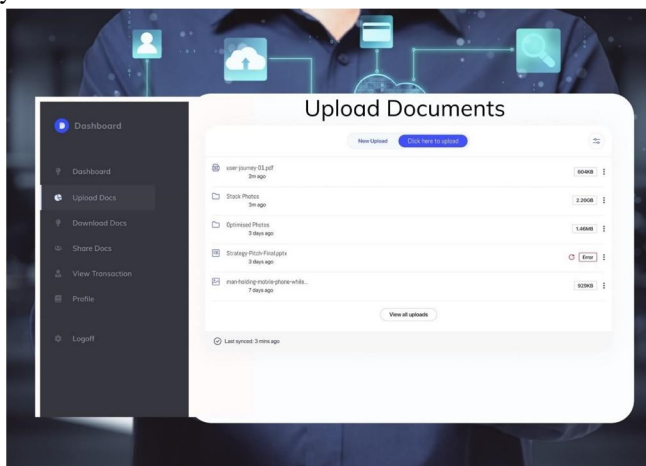 Upload Documents
D Dashboard
New Upload Click here to upload
Dashboard
Upload Docs
Download Docs
Share Docs
View Transaction
Profile
Logoff
user journey-01.pdf
2m ago
604KB
Stock Photos
3m ago
2.20GB
Optimised Photos
3 days ago
1.46MB
Strategy-Pitch-Final.pptx
3 days ago
Error
man-holding-mobile-phone-while...
7 days ago
929KB
View all uploads
Last synced: 3 mins ago